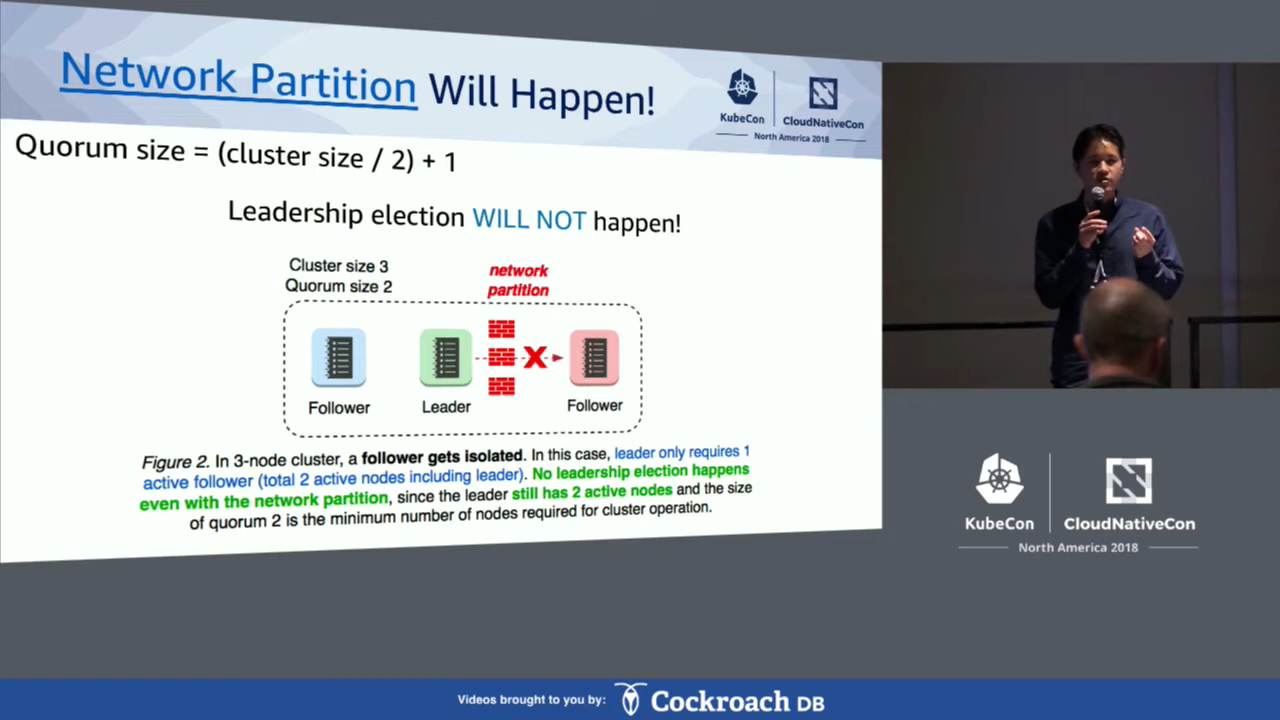 Network Partition Will Happen!
KubeCon
CloudNativeCon
North America 2018
Quorum size = (cluster size / 2) + 1
Leadership election WILL NOT happen!
Cluster size 3
Quorum size 2
network
partition
X
Follower
Leader
Follower
Figure 2. In 3-node cluster, a follower gets isolated. In this case, leader only requires 1
active follower (total 2 active nodes including leader). No leadership election happens
even with the network partition, since the leader still has 2 active nodes and the size
of quorum 2 is the minimum number of nodes required for cluster operation.
KubeCon
CloudNativeCon
North America 2018
Videos brought to you by:
Cockroach DB